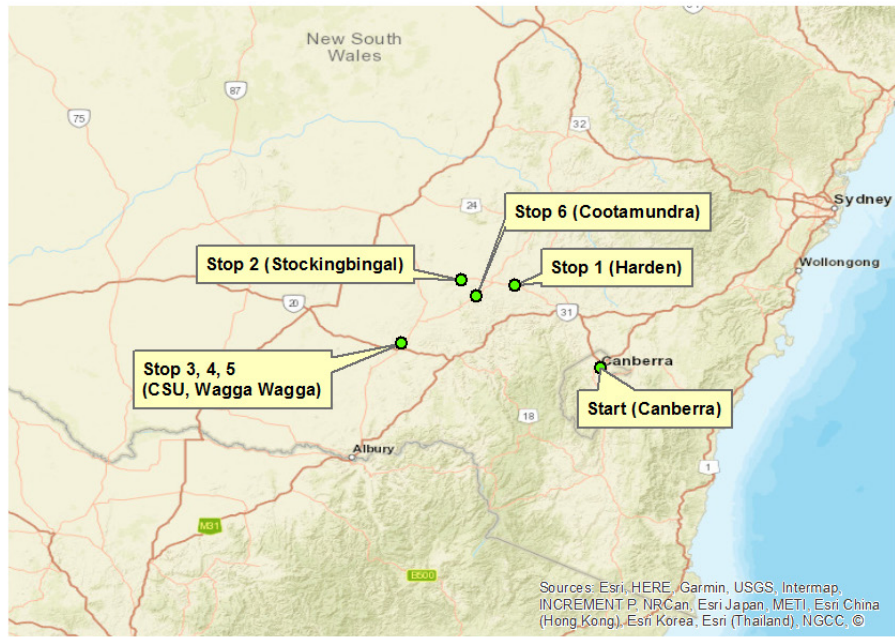 New South
Wales
87
75
32
24
Sydney
Stop 6 (Cootamundra)
Stop 2 (Stockingbingal)
Stop 1 (Harden)
Wollongong
20
31
Stop 3, 4, 5
(CSU, Wagga Wagga)
Canberra
Start (Canberra)
18
Albury
1
M31
B500
Sources: Esri, HERE, Garmin, USGS, Intermap,
INCREMENT P, NRCan, Esri Japan, METI, Esri China
(Hong Kong), Esri Korea, Esri (Thailand), NGCC, ©